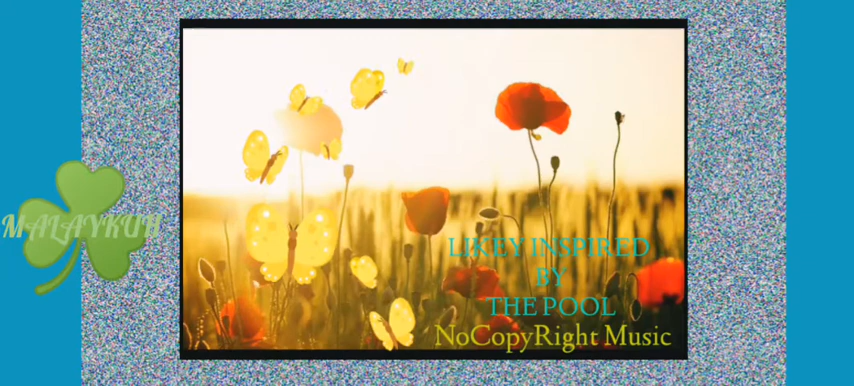 MALAYKUH
LIKEY INSPIRED
BY
THE POOL
NoCopyRight Music